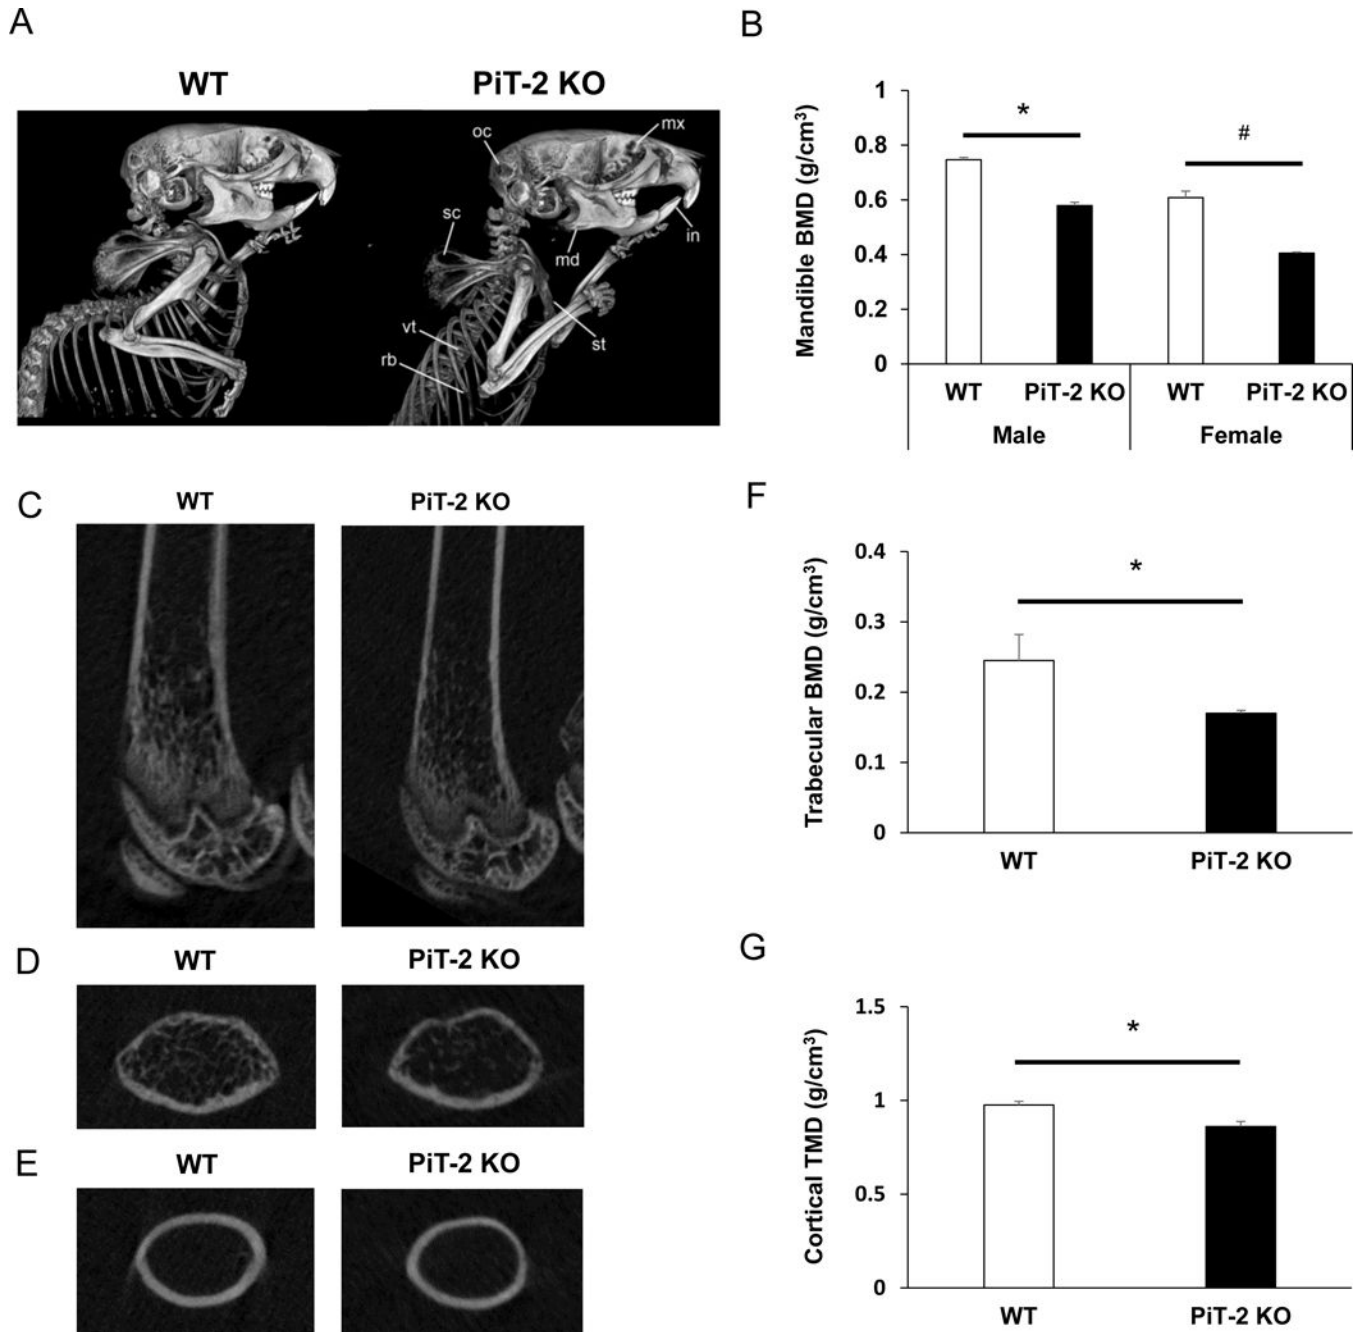 A
WT
PiT-2 KO
oc
mx
sc
md
in
vt
st
rb
B
Mandible BMD (g/cm³)
1
0.8
0.6
0.4
0.2
0
*
#
WT
PiT-2 KO
WT
PiT-2 KO
Male
Female
C
WT
PiT-2 KO
D
WT
PiT-2 KO
E
WT
PiT-2 KO
F
Trabecular BMD (g/cm³)
0.4
0.3
0.2
0.1
0
*
WT
PiT-2 KO
G
Cortical TMD (g/cm³)
1.5
1
0.5
0
*
WT
PiT-2 KO